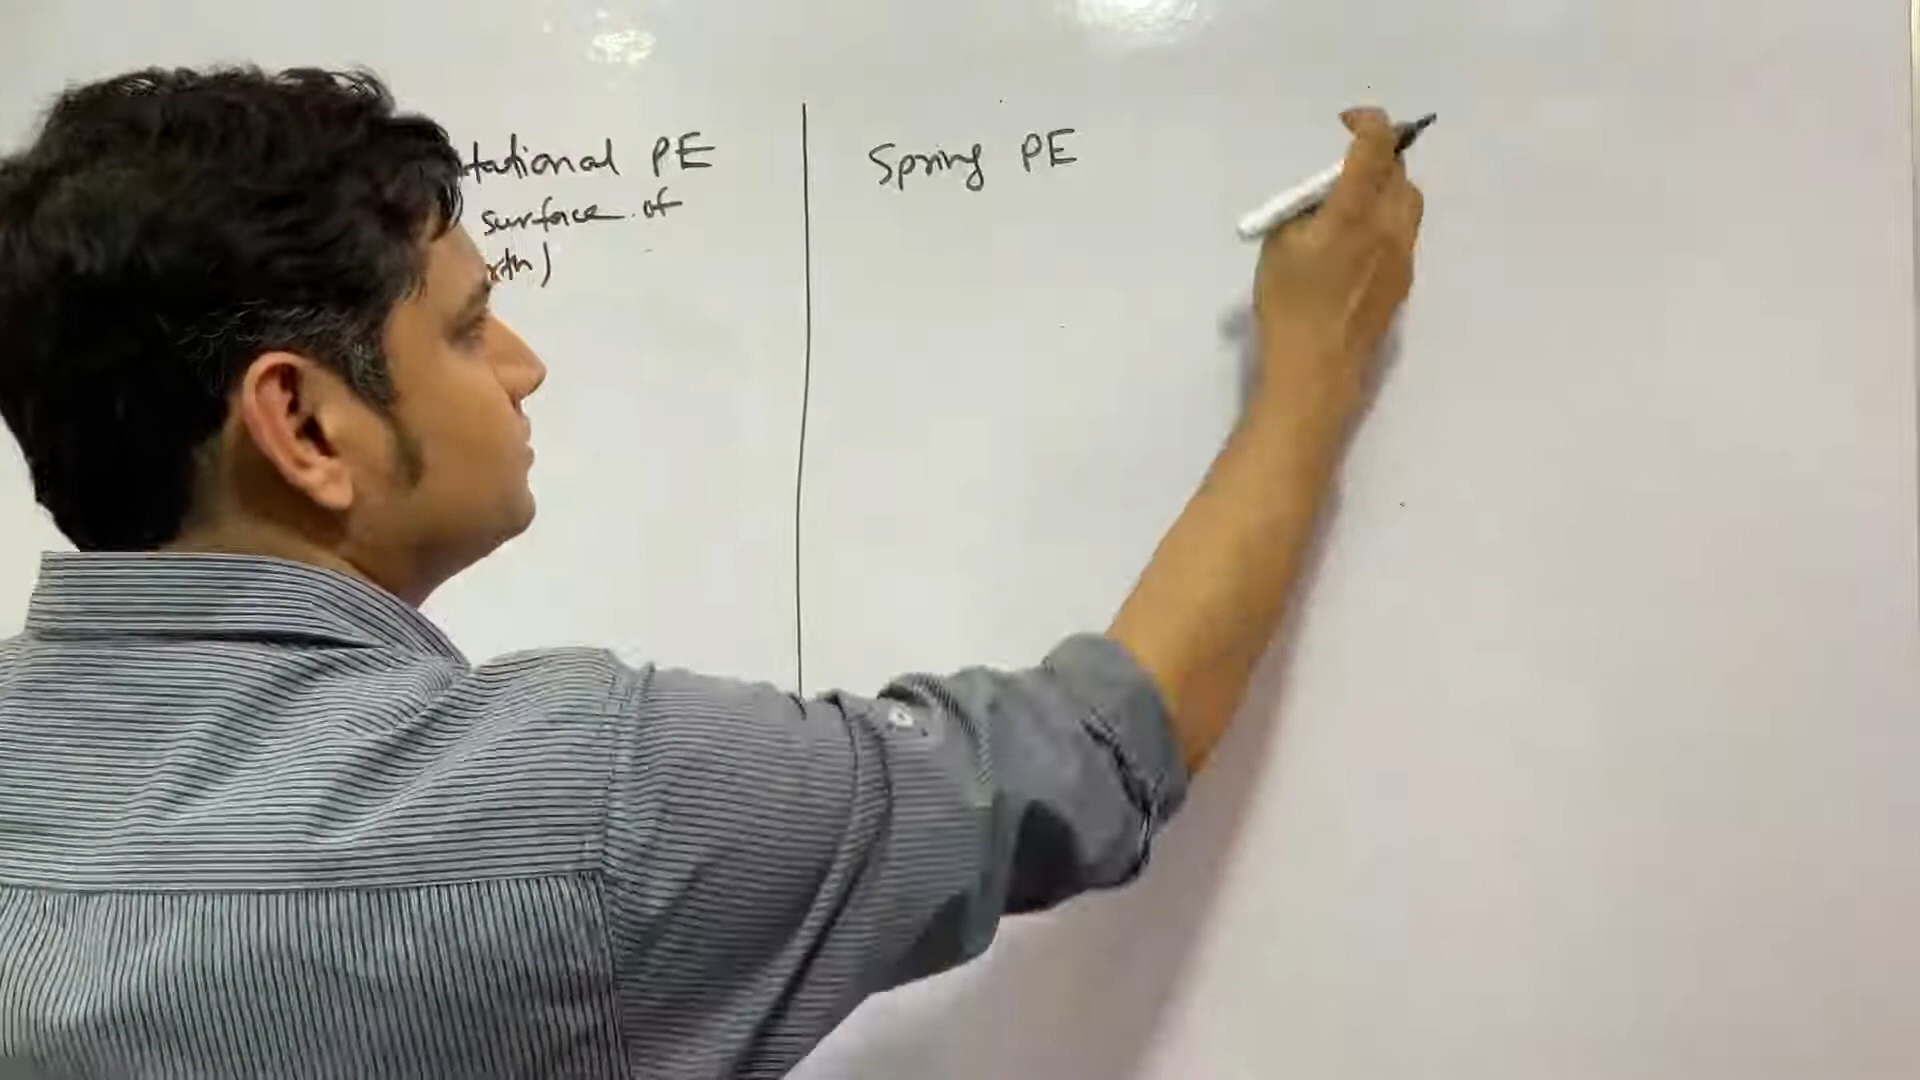 tational PE
surface of
rth)
Spring PE